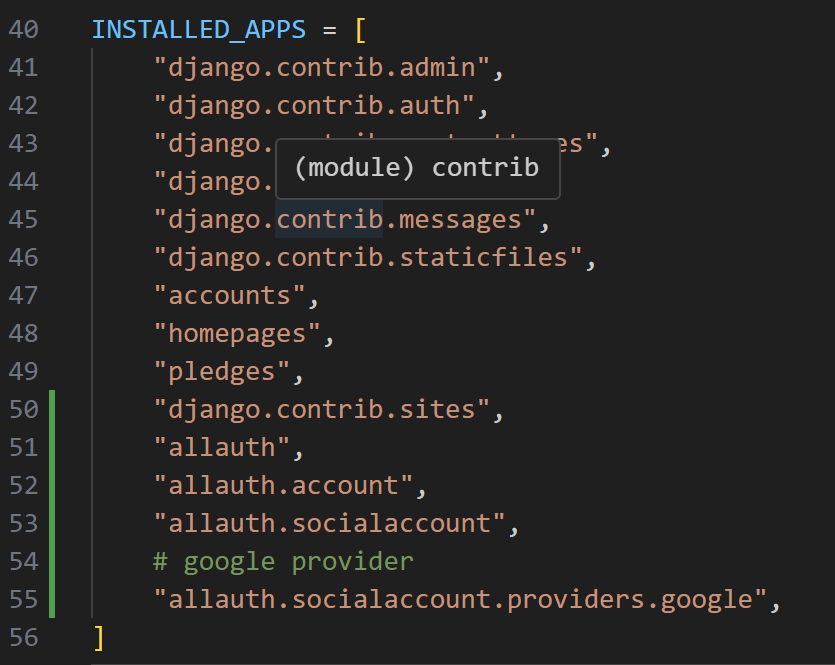 40 INSTALLED_APPS = [
41 "django.contrib.admin",
42 "django.contrib.auth",
43 "django. es",
(module) contrib
44 "django.
45 "django.contrib.messages",
46 "django.contrib.staticfiles",
47 "accounts",
48 "homepages",
49 "pledges",
50 "django.contrib.sites",
51 "allauth",
52 "allauth.account",
53 "allauth.socialaccount",
54 # google provider
55 "allauth.socialaccount.providers.google",
56 ]